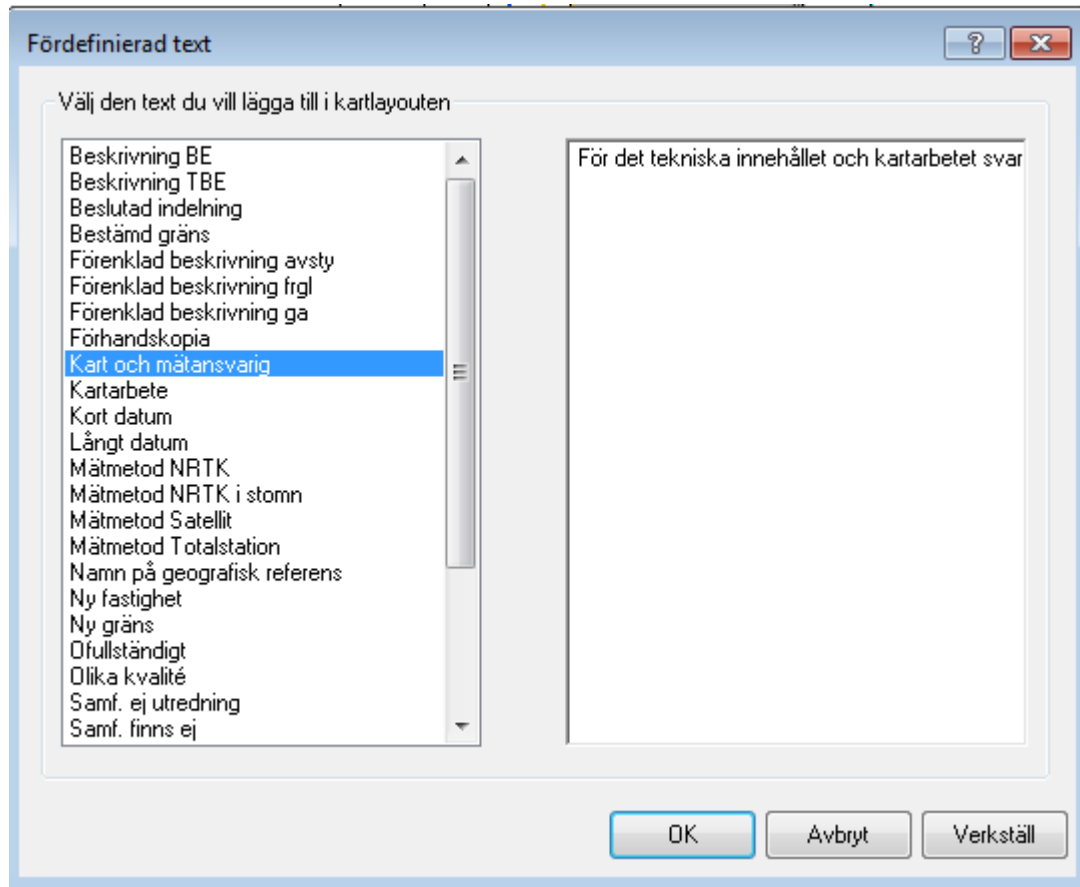 Fördefinierad text
Välj den text du vill lägga till i kartlayouten
Beskrivning BE
Beskrivning TBE
Beslutad indelning
Bestämd gräns
Förenklad beskrivning avsty
Förenklad beskrivning frgl
Förenklad beskrivning ga
Förhandskopia
Kart och mätansvarig
Kartarbete
Kort datum
Långt datum
Mätmetod NRTK
Mätmetod NRTK i stomn
Mätmetod Satellit
Mätmetod Totalstation
Namn på geografisk referens
Ny fastighet
Ny gräns
Ofullständigt
Olika kvalité
Samf. ej utredning
Samf. finns ej
För det tekniska innehållet och kartarbetet svar
OK
Avbryt
Verkställ